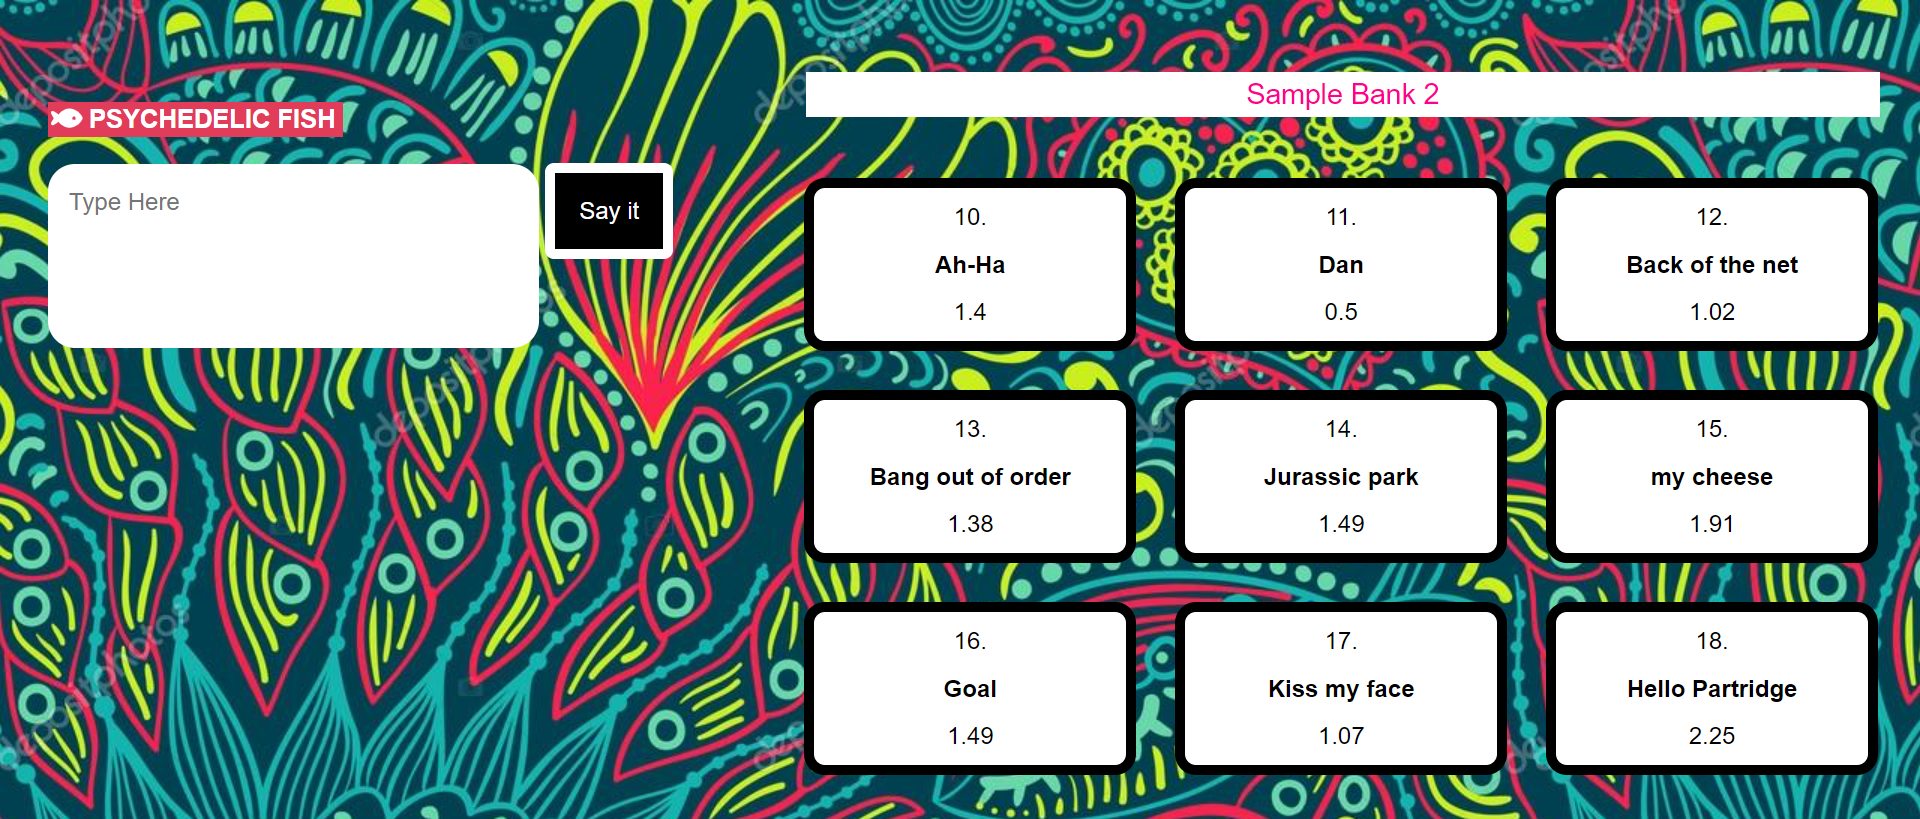 PSYCHEDELIC FISH
Type Here
Say it
Sample Bank 2
10.
Ah-Ha
1.4
11.
Dan
0.5
12.
Back of the net
1.02
13.
Bang out of order
1.38
14.
Jurassic park
1.49
15.
my cheese
1.91
16.
Goal
1.49
17.
Kiss my face
1.07
18.
Hello Partridge
2.25
depositphotos